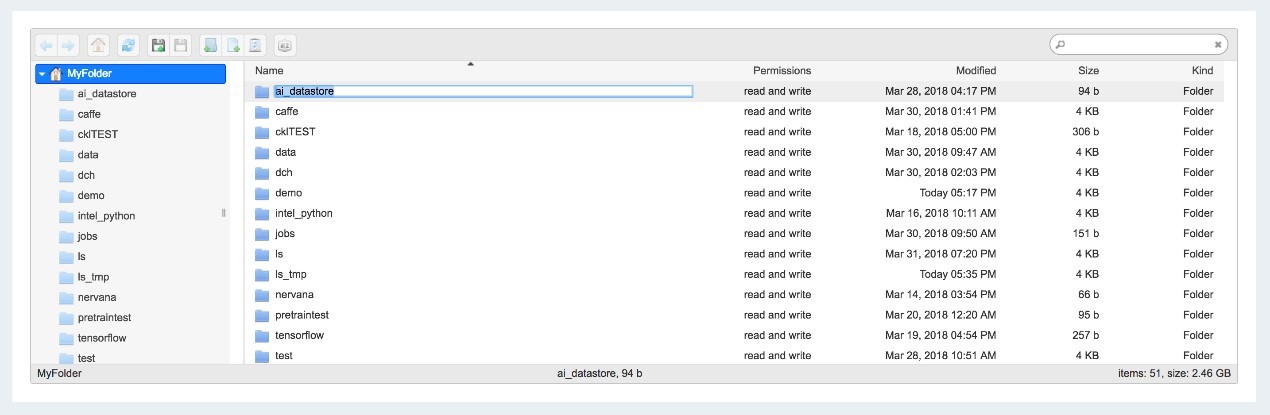 MyFolder
ai_datastore
caffe
cklTEST
data
dch
demo
intel_python
jobs
ls
ls_tmp
nervana
pretraintest
tensorflow
test
Name Permissions Modified Size Kind
ai_datastore read and write Mar 28, 2018 04:17 PM 94 b Folder
caffe read and write Mar 30, 2018 01:41 PM 4 KB Folder
cklTEST read and write Mar 18, 2018 05:00 PM 306 b Folder
data read and write Mar 30, 2018 09:47 AM 4 KB Folder
dch read and write Mar 30, 2018 02:03 PM 4 KB Folder
demo read and write Today 05:17 PM 4 KB Folder
intel_python read and write Mar 16, 2018 10:11 AM 4 KB Folder
jobs read and write Mar 30, 2018 09:50 AM 151 b Folder
ls read and write Mar 31, 2018 07:20 PM 4 KB Folder
ls_tmp read and write Today 05:35 PM 4 KB Folder
nervana read and write Mar 14, 2018 03:54 PM 66 b Folder
pretraintest read and write Mar 20, 2018 12:20 AM 95 b Folder
tensorflow read and write Mar 19, 2018 04:54 PM 257 b Folder
test read and write Mar 28, 2018 10:51 AM 4 KB Folder
MyFolder ai_datastore, 94 b items: 51, size: 2.46 GB